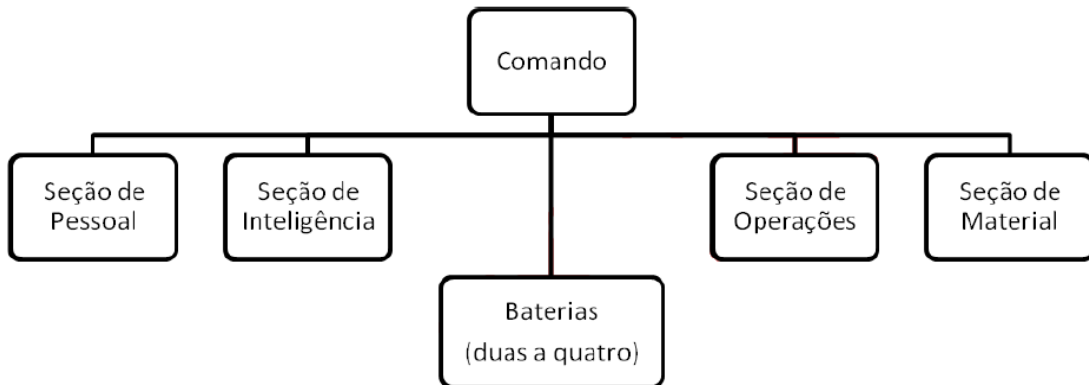 Comando
Seção de
Pessoal
Seção de
Inteligência
Seção de
Operações
Seção de
Material
Baterias
(duas a quatro)